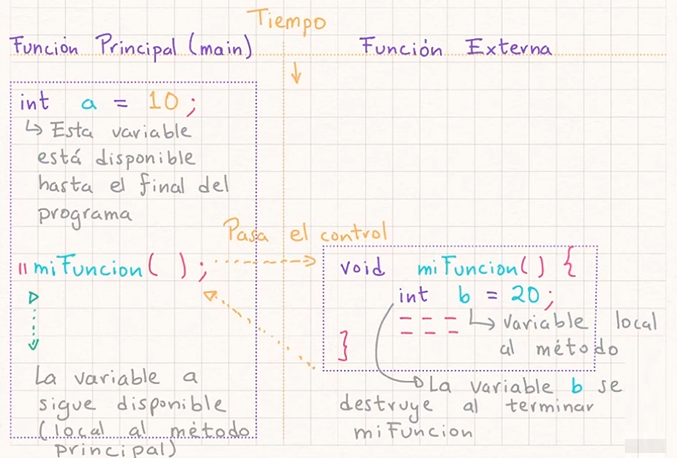 Tiempo
Función Principal (main)
Función Externa
int a = 10;
Esta variable
está disponible
hasta el final del
programa
Pasa el control
miFuncion( );
void miFuncion() {
int b = 20;
variable local
al método
}
La variable a
sigue disponible
(local al método
principal)
La variable b se
destruye al terminar
miFuncion